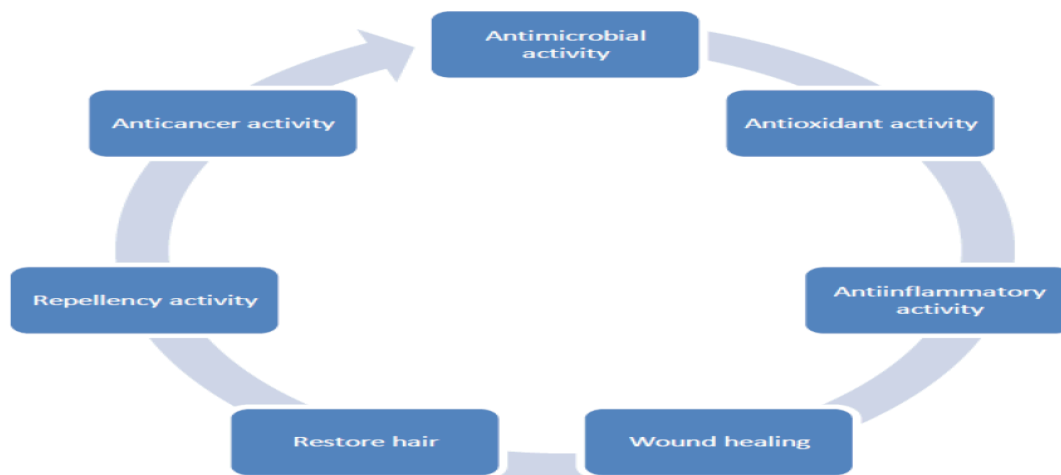 Antimicrobial
activity
Antioxidant activity
Antiinflammatory
activity
Wound healing
Restore hair
Repellency activity
Anticancer activity